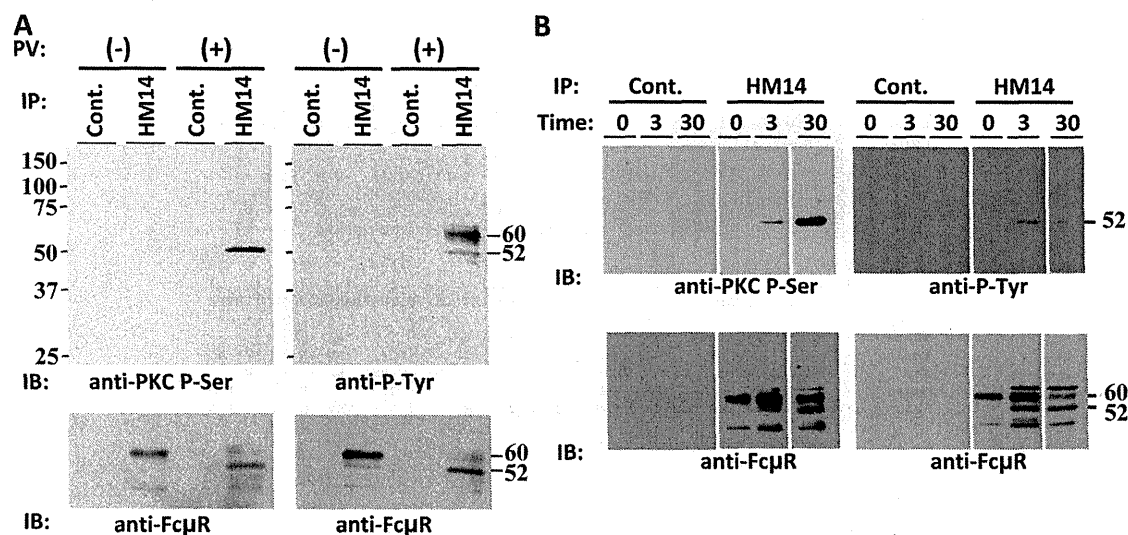 A
PV: (-) (+) (-) (+)
IP: Cont. HM14 Cont. HM14 Cont. HM14 Cont. HM14
150
100
75
50
37
25
60
52
IB: anti-PKC P-Ser anti-P-Tyr
60
52
IB: anti-FcμR anti-FcμR
B
IP: Cont. HM14 Cont. HM14
Time: 0 3 30 0 3 30 0 3 30 0 3 30
52
IB: anti-PKC P-Ser anti-P-Tyr
60
52
IB: anti-FcμR anti-FcμR